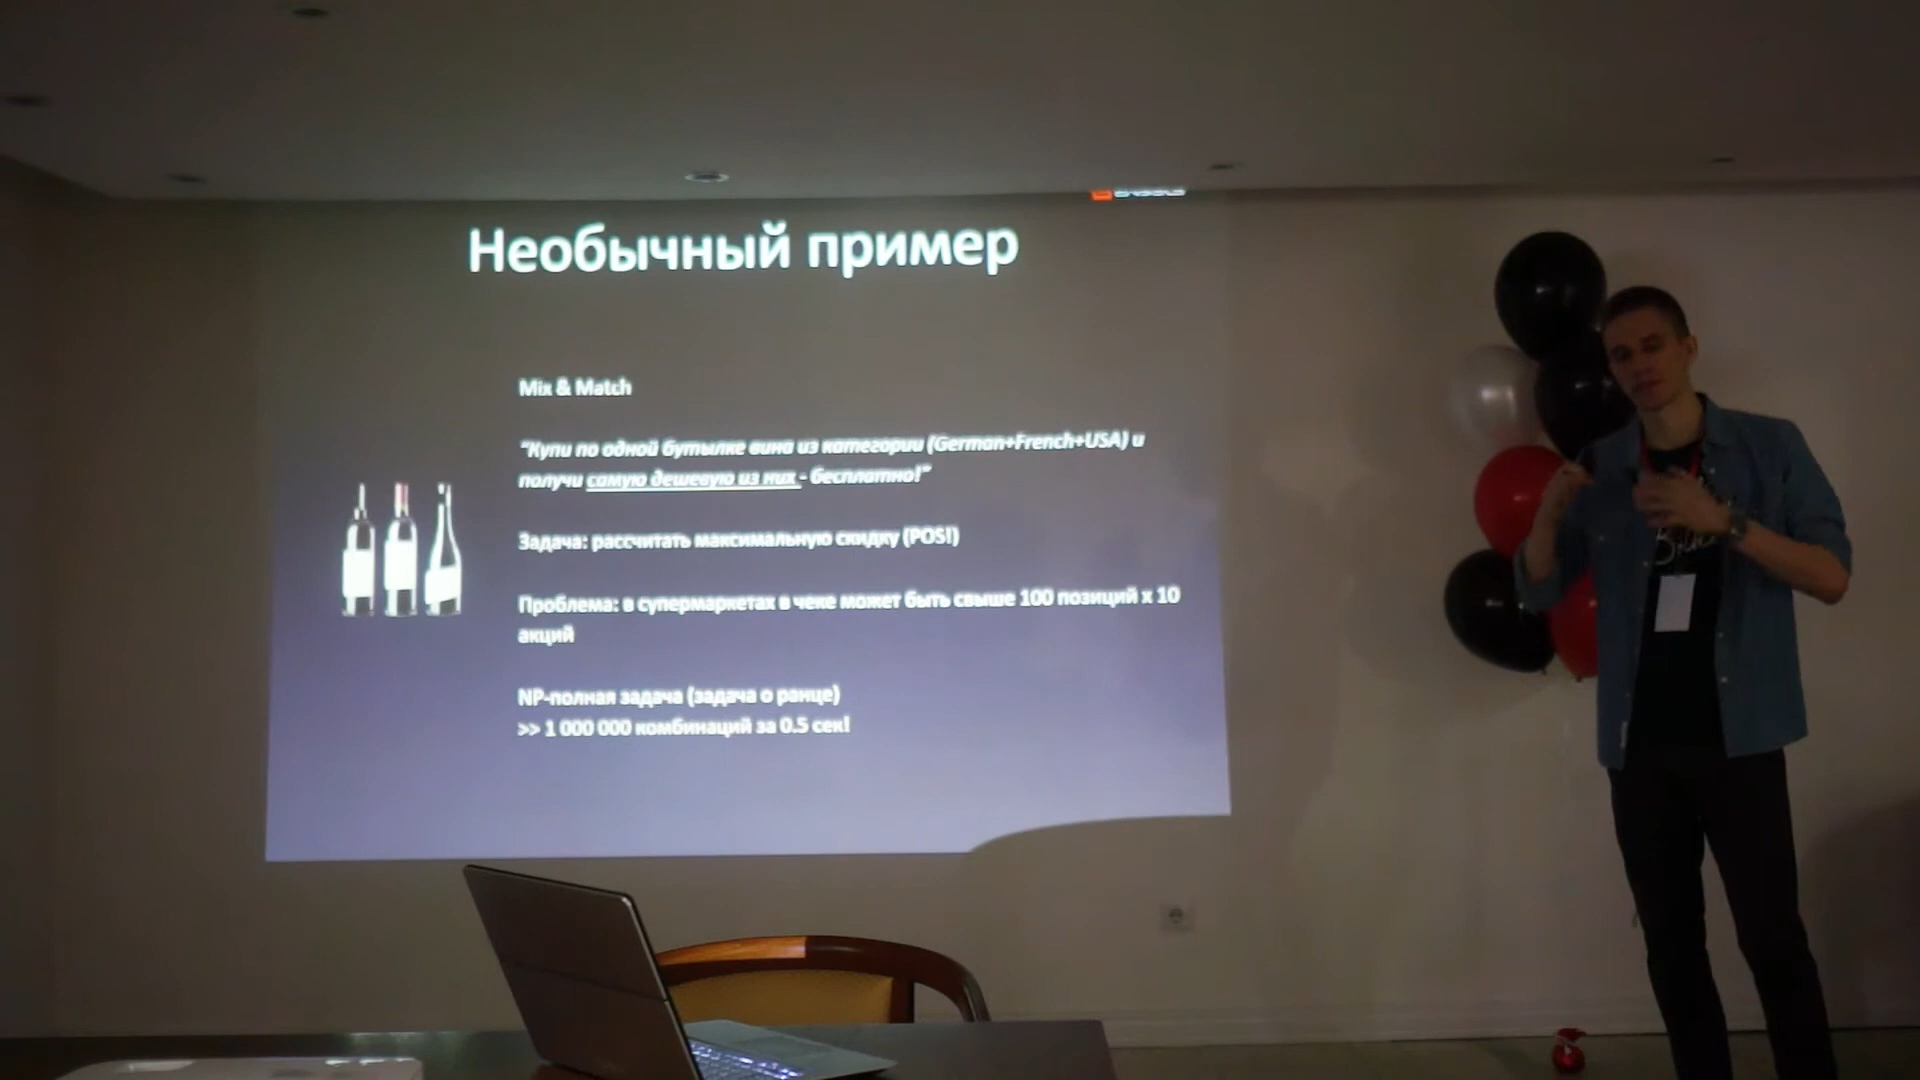 Необычный пример
Mix & Match
"Купи по одной бутылке вина из категории (German+French+USA) и
получи самую дешевую из них - бесплатно!"
Задача: рассчитать максимальную скидку (POS!)
Проблема: в супермаркетах в чеке может быть свыше 100 позиций x 10
акций
NP-полная задача (задача о ранце)
>> 1 000 000 комбинаций за 0.5 сек!